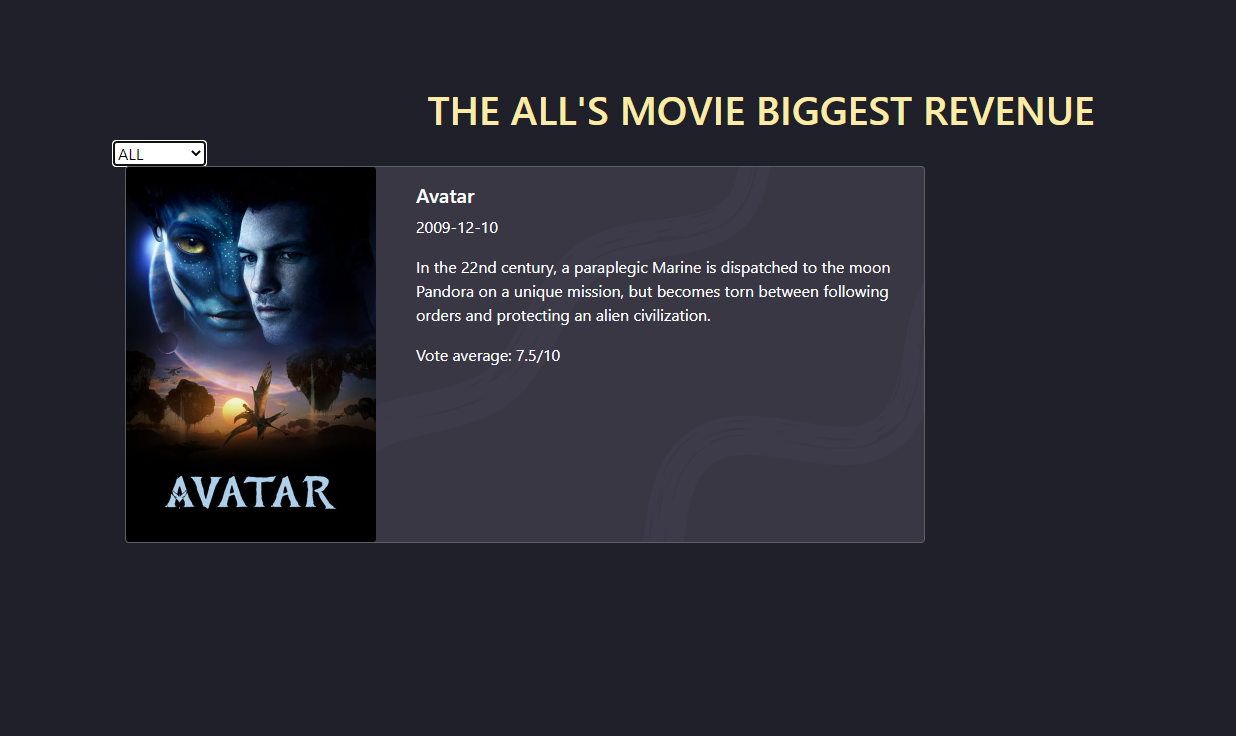 THE ALL'S MOVIE BIGGEST REVENUE
ALL
Avatar
2009-12-10
In the 22nd century, a paraplegic Marine is dispatched to the moon
Pandora on a unique mission, but becomes torn between following
orders and protecting an alien civilization.
Vote average: 7.5/10
AVATAR